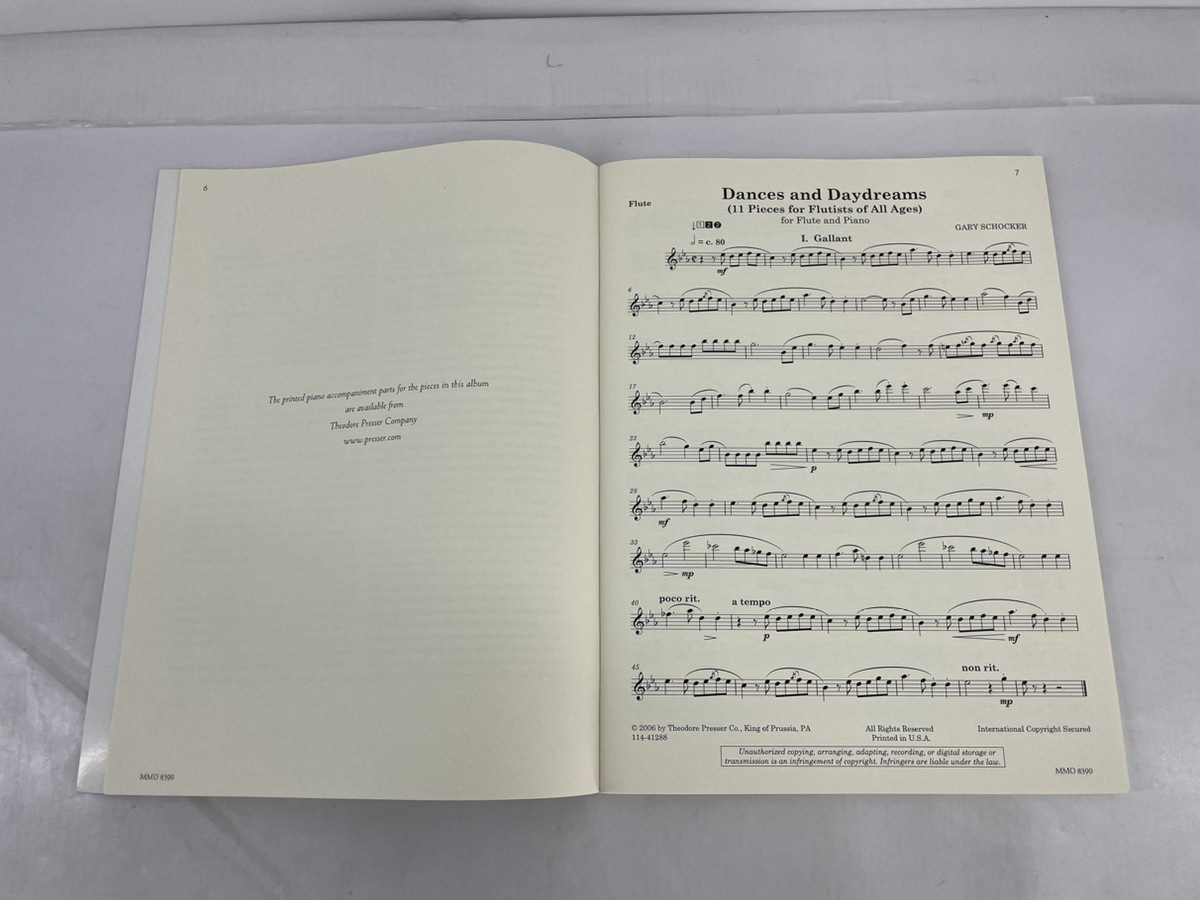 6
The printed piano accompaniment parts for the pieces in this album
are available from
Theodore Presser Company
www.presser.com
MMO 8390
7
Dances and Daydreams
(11 Pieces for Flutists of All Ages)
for Flute and Piano
Flute
GARY SCHOCKER
1 2 2
= c. 80
I. Gallant
mf
6
12
17
mp
23
p
28
mf
33
mp
40
poco rit.
a tempo
p
mf
45
non rit.
mp
© 2006 by Theodore Presser Co., King of Prussia, PA
114-41288
All Rights Reserved
Printed in U.S.A.
International Copyright Secured
Unauthorized copying, arranging, adapting, recording, or digital storage or
transmission is an infringement of copyright. Infringers are liable under the law.
MMO 8390